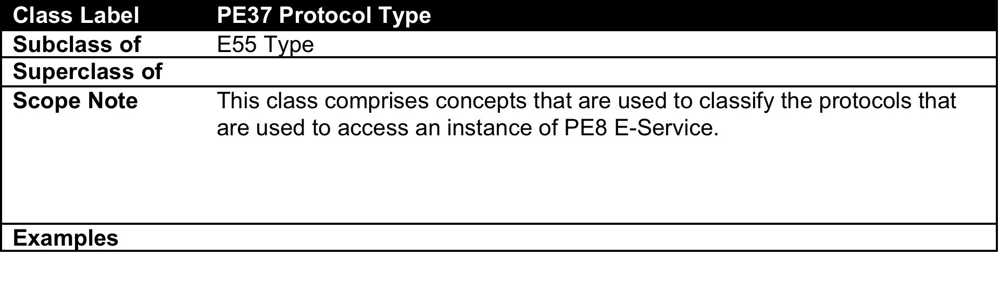 Class Label PE37 Protocol Type
Subclass of E55 Type
Superclass of
Scope Note This class comprises concepts that are used to classify the protocols that
are used to access an instance of PE8 E-Service.
Examples